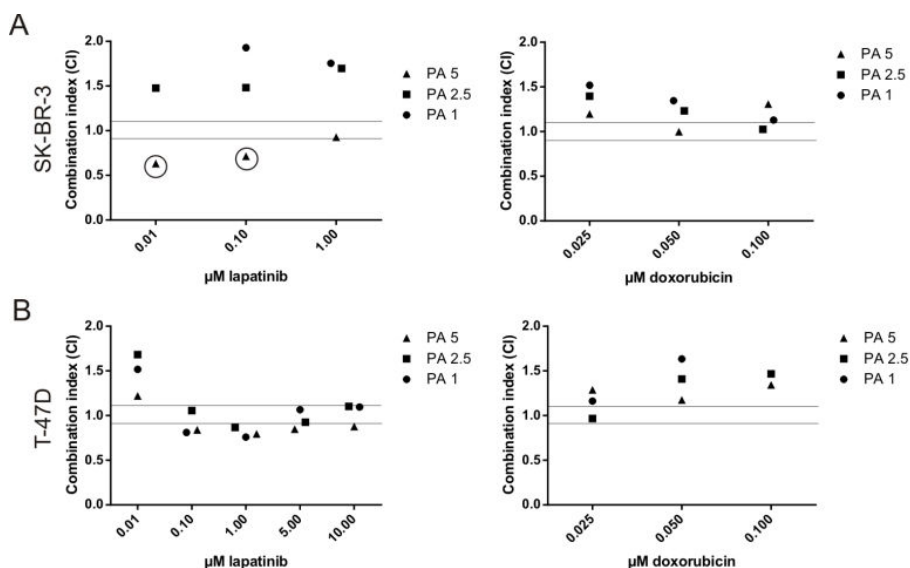 A
SK-BR-3
Combination index (CI)
2.0
1.5
1.0
0.5
0.0
0.01
0.10
1.00
µM lapatinib
PA 5
PA 2.5
PA 1
Combination index (CI)
2.0
1.5
1.0
0.5
0.0
0.025
0.050
0.100
µM doxorubicin
PA 5
PA 2.5
PA 1
B
T-47D
Combination index (CI)
2.0
1.5
1.0
0.5
0.0
0.01
0.10
1.00
5.00
10.00
µM lapatinib
PA 5
PA 2.5
PA 1
Combination index (CI)
2.0
1.5
1.0
0.5
0.0
0.025
0.050
0.100
µM doxorubicin
PA 5
PA 2.5
PA 1